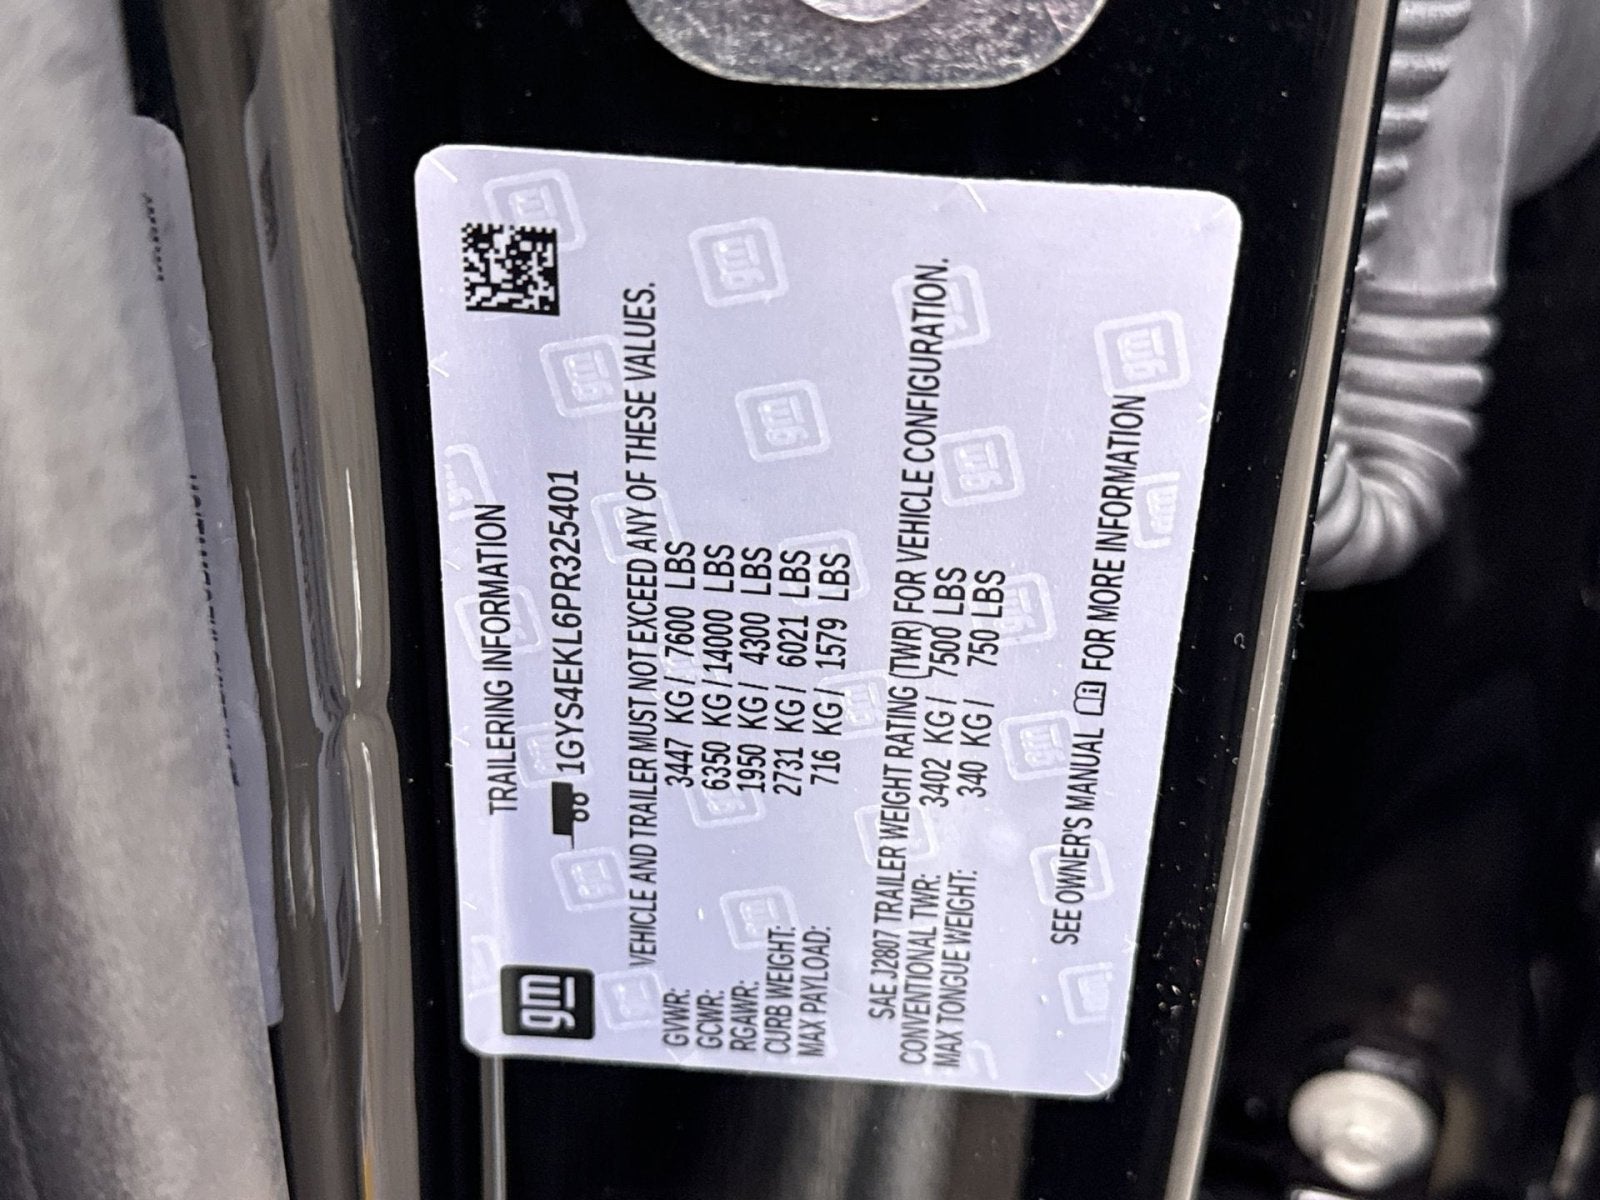 gm
TRAILERING INFORMATION
1GYS4EKL6PR325401
VEHICLE AND TRAILER MUST NOT EXCEED ANY OF THESE VALUES.
GVWR: 3447 KG / 7600 LBS
GCWR: 6350 KG / 14000 LBS
RGAWR: 1950 KG / 4300 LBS
CURB WEIGHT: 2731 KG / 6021 LBS
MAX PAYLOAD: 716 KG / 1579 LBS
SAE J2807 TRAILER WEIGHT RATING (TWR) FOR VEHICLE CONFIGURATION.
CONVENTIONAL TWR: 3402 KG / 7500 LBS
MAX TONGUE WEIGHT: 340 KG / 750 LBS
SEE OWNER'S MANUAL FOR MORE INFORMATION